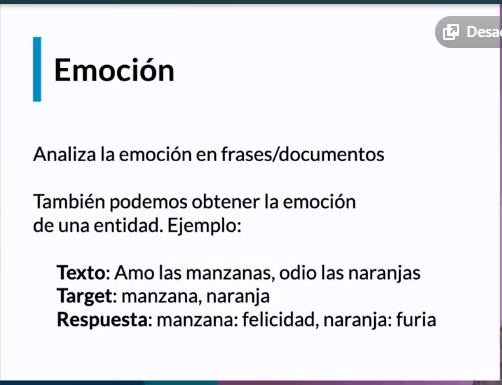 Desa
Emoción
Analiza la emoción en frases/documentos
También podemos obtener la emoción
de una entidad. Ejemplo:
Texto: Amo las manzanas, odio las naranjas
Target: manzana, naranja
Respuesta: manzana: felicidad, naranja: furia